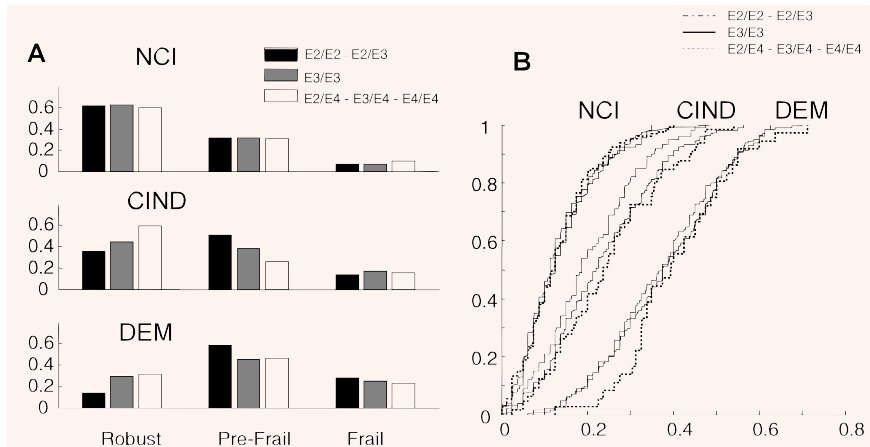 A
NCI
E2/E2 - E2/E3
E3/E3
E2/E4 - E3/E4 - E4/E4
0.6
0.4
0.2
0
CIND
0.6
0.4
0.2
0
DEM
0.6
0.4
0.2
0
Robust Pre-Frail Frail
E2/E2 - E2/E3
E3/E3
E2/E4 - E3/E4 - E4/E4
B
NCI CIND DEM
1
0.8
0.6
0.4
0.2
0
0 0.2 0.4 0.6 0.8